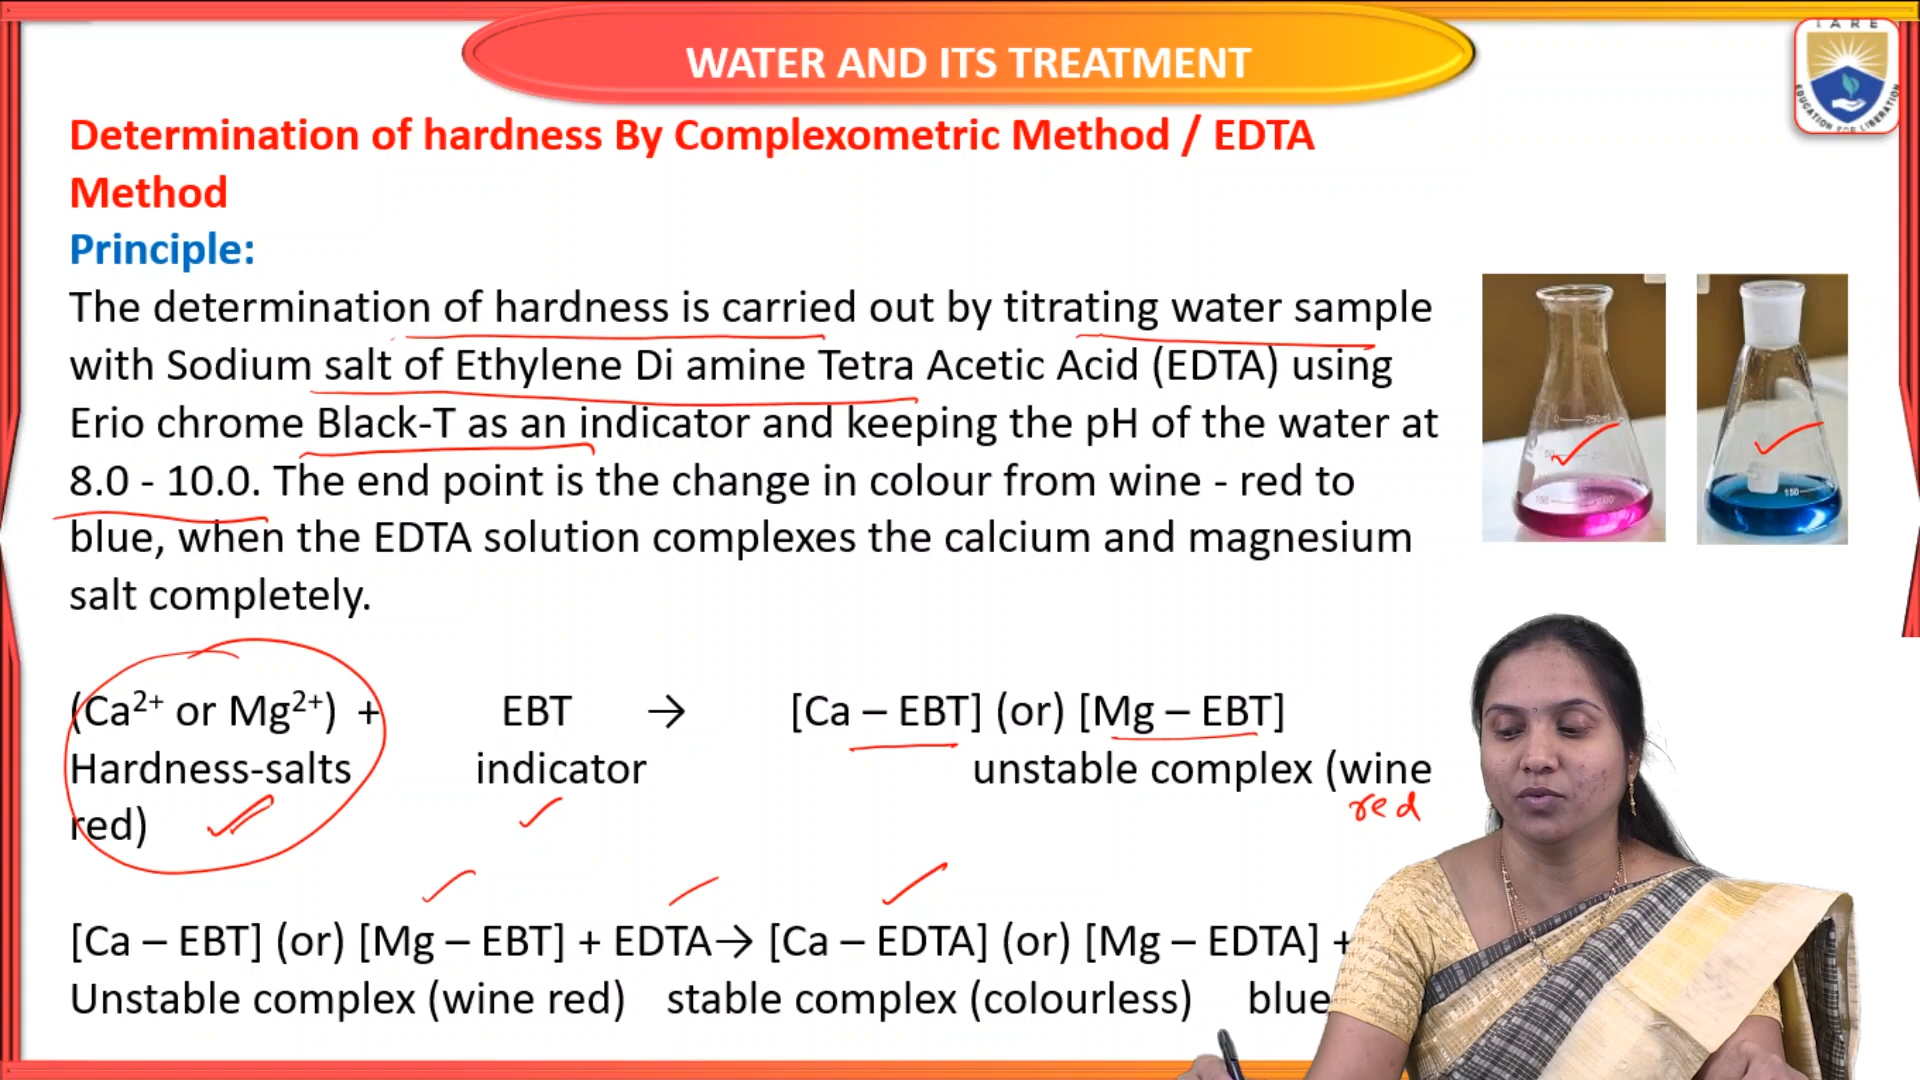 WATER AND ITS TREATMENT
IARE
EDUCATION FOR LIBERATION
Determination of hardness By Complexometric Method / EDTA
Method
Principle:
The determination of hardness is carried out by titrating water sample
with Sodium salt of Ethylene Di amine Tetra Acetic Acid (EDTA) using
Erio chrome Black-T as an indicator and keeping the pH of the water at
8.0 - 10.0. The end point is the change in colour from wine - red to
blue, when the EDTA solution complexes the calcium and magnesium
salt completely.
(Ca²⁺ or Mg²⁺) + EBT → [Ca – EBT] (or) [Mg – EBT]
Hardness-salts indicator unstable complex (wine
red)
red
[Ca – EBT] (or) [Mg – EBT] + EDTA→ [Ca – EDTA] (or) [Mg – EDTA] +
Unstable complex (wine red) stable complex (colourless) blue
150